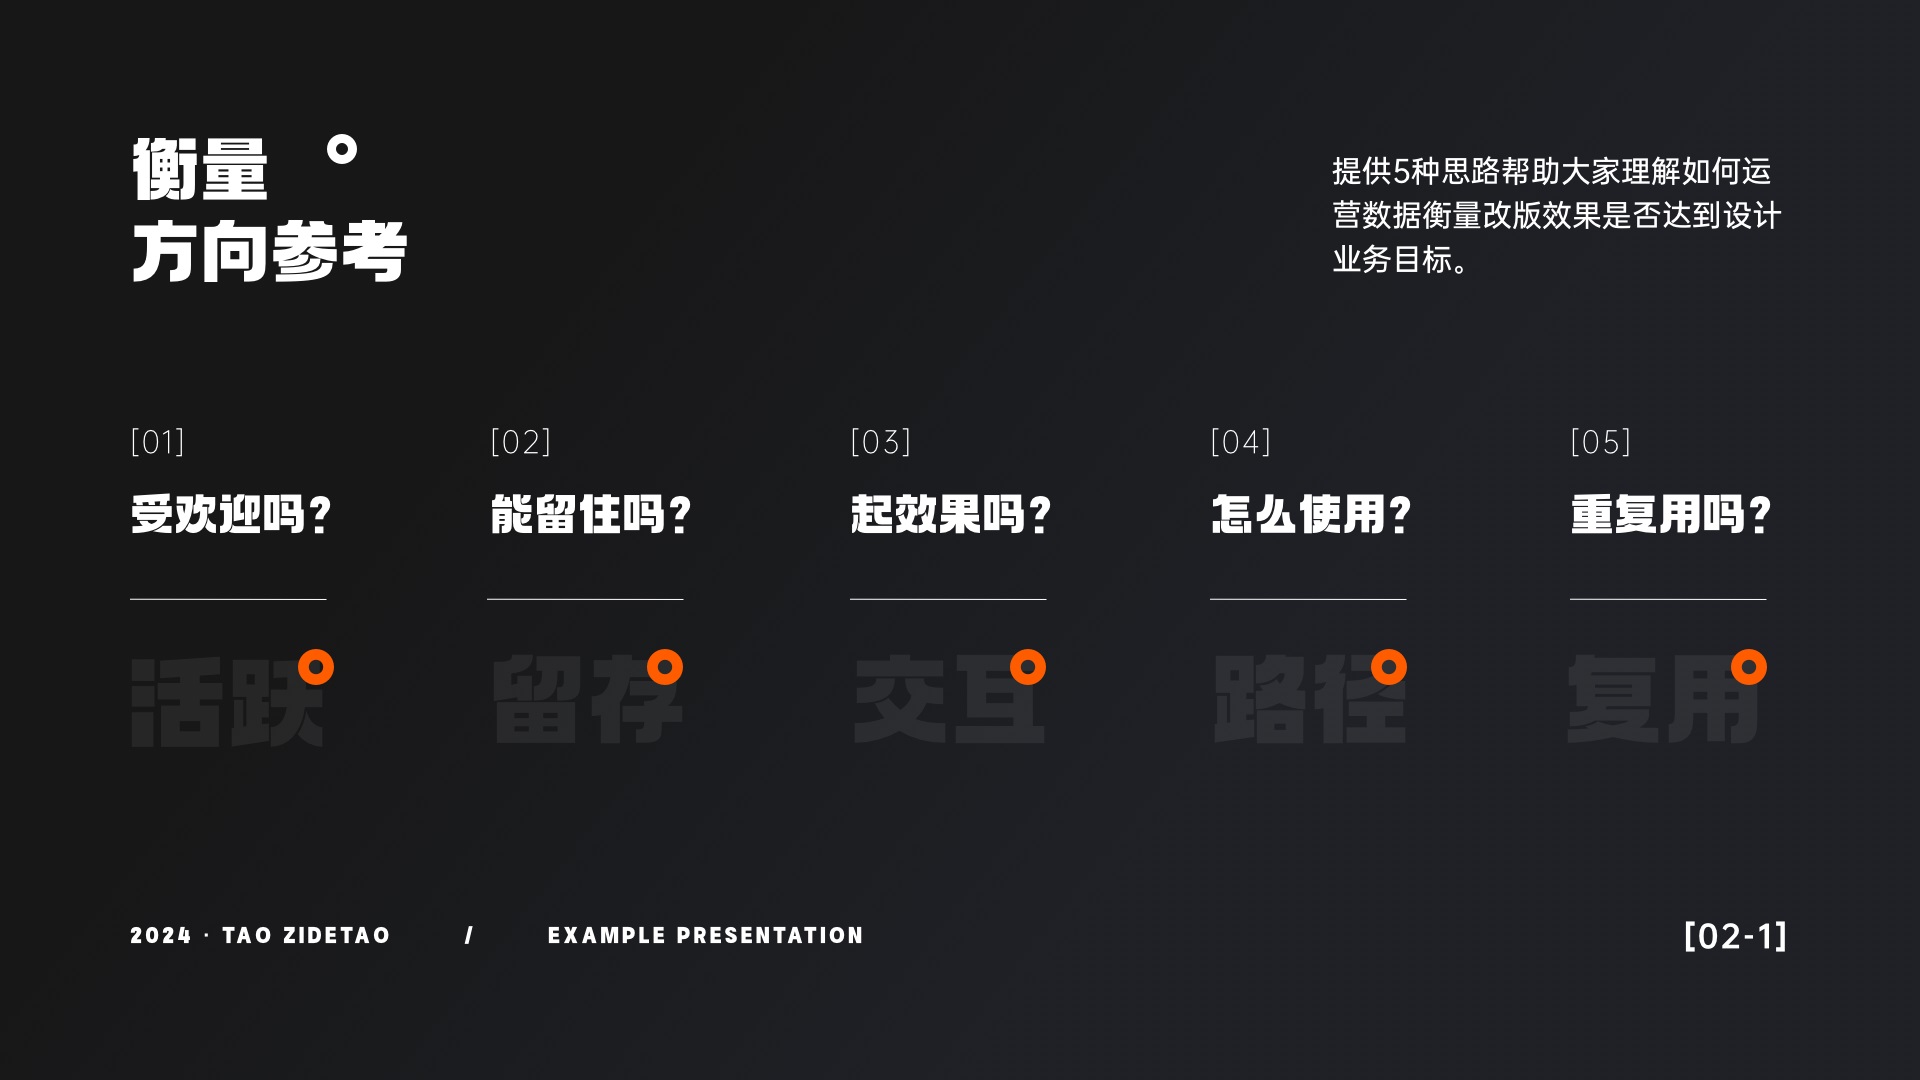 衡量
方向参考
提供5种思路帮助大家理解如何运
营数据衡量改版效果是否达到设计
业务目标。
[01]
受欢迎吗?
活跃
[02]
能留住吗?
留存
[03]
起效果吗?
交互
[04]
怎么使用?
路径
[05]
重复用吗?
复用
2024 · TAO ZIDETAO / EXAMPLE PRESENTATION
[02-1]